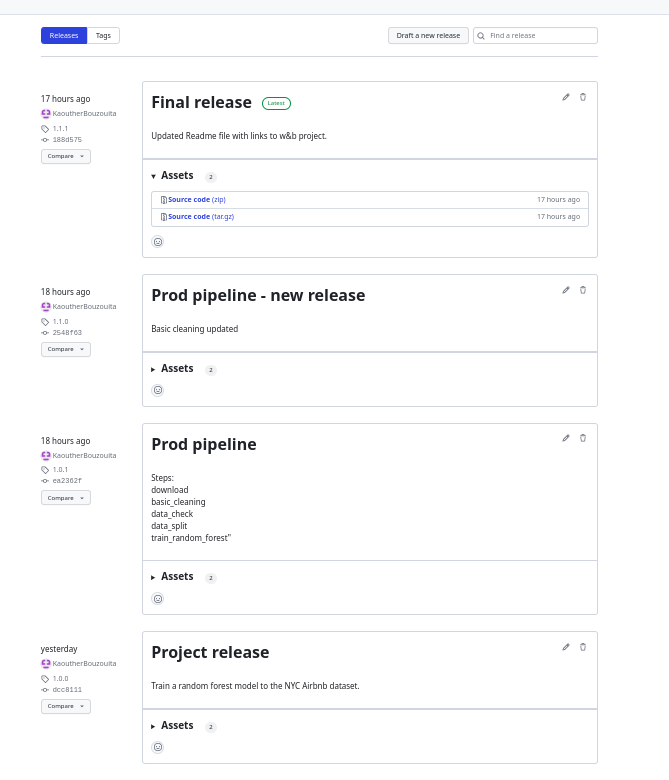 Releases
Tags
Draft a new release
Find a release
17 hours ago
KaoutherBouzouita
1.1.1
188d575
Compare
Final release
Latest
Updated Readme file with links to w&b project.
Assets 2
Source code (zip)
17 hours ago
Source code (tar.gz)
17 hours ago
18 hours ago
KaoutherBouzouita
1.1.0
2548f63
Compare
Prod pipeline - new release
Basic cleaning updated
Assets 2
18 hours ago
KaoutherBouzouita
1.0.1
ea2362f
Compare
Prod pipeline
Steps:
download
basic_cleaning
data_check
data_split
train_random_forest"
Assets 2
yesterday
KaoutherBouzouita
1.0.0
dcc8111
Compare
Project release
Train a random forest model to the NYC Airbnb dataset.
Assets 2